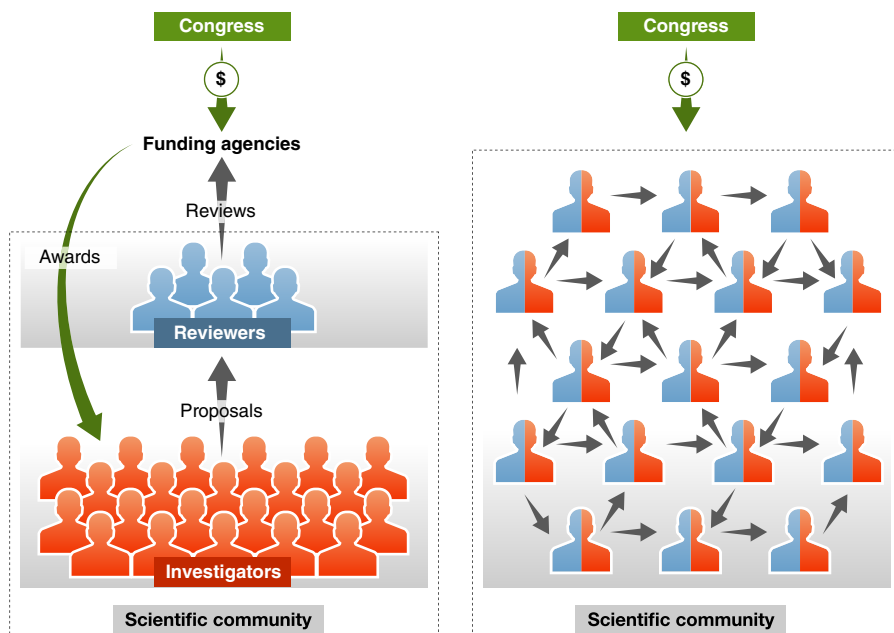 Congress
$
Funding agencies
Reviews
Awards
Reviewers
Proposals
Investigators
Scientific community
Congress
$
Scientific community